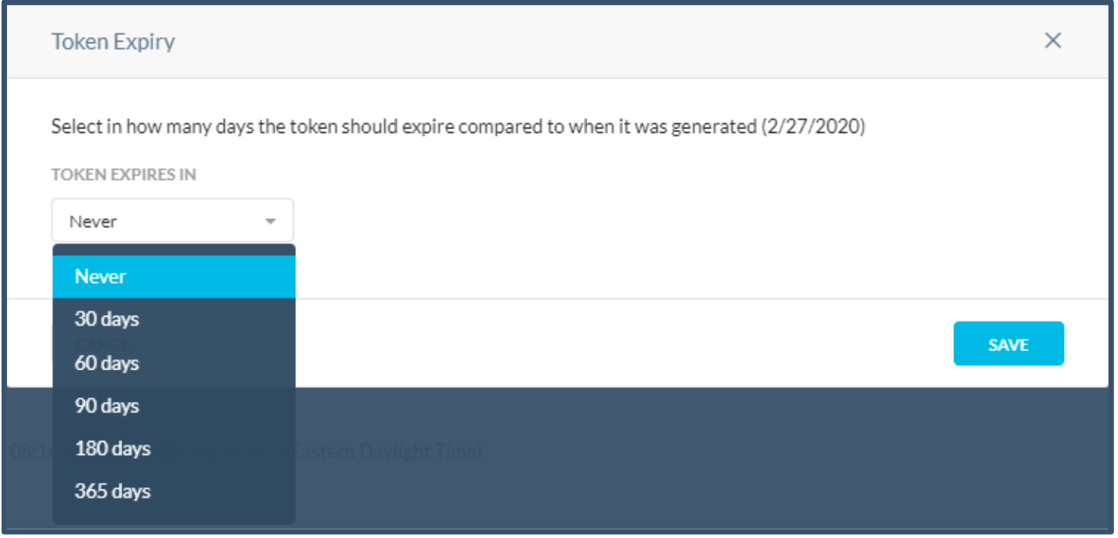 Token Expiry
Select in how many days the token should expire compared to when it was generated (2/27/2020)
TOKEN EXPIRES IN
Never
Never
30 days
CANCEL
SAVE
60 days
90 days
180 days
08:1 Eastern Daylight Time)
365 days